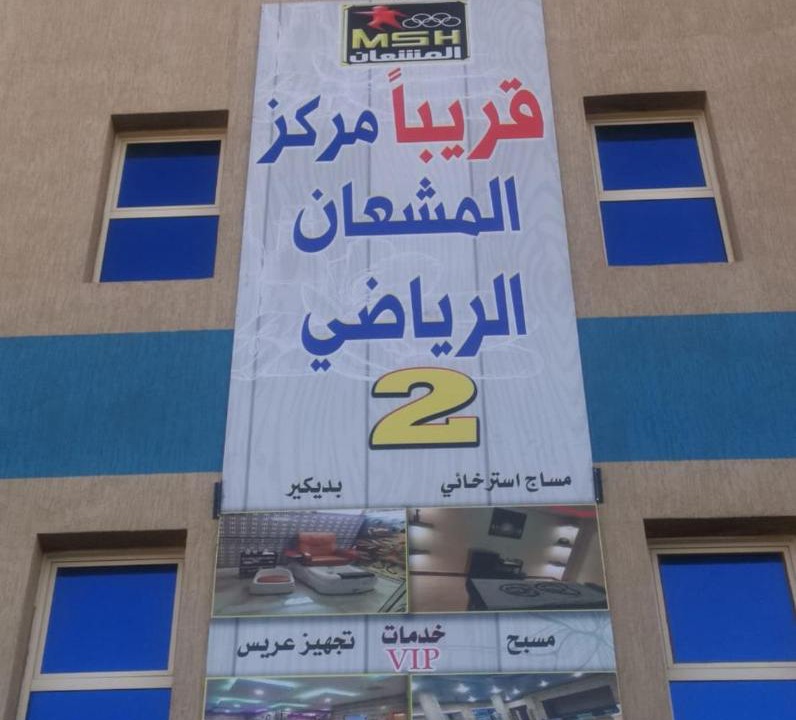 MSH
المشعان
قريباً مركز
المشعان
الرياضي
2
مساج استرخائي بديكير
مسبح خدمات VIP تجهيز عريس